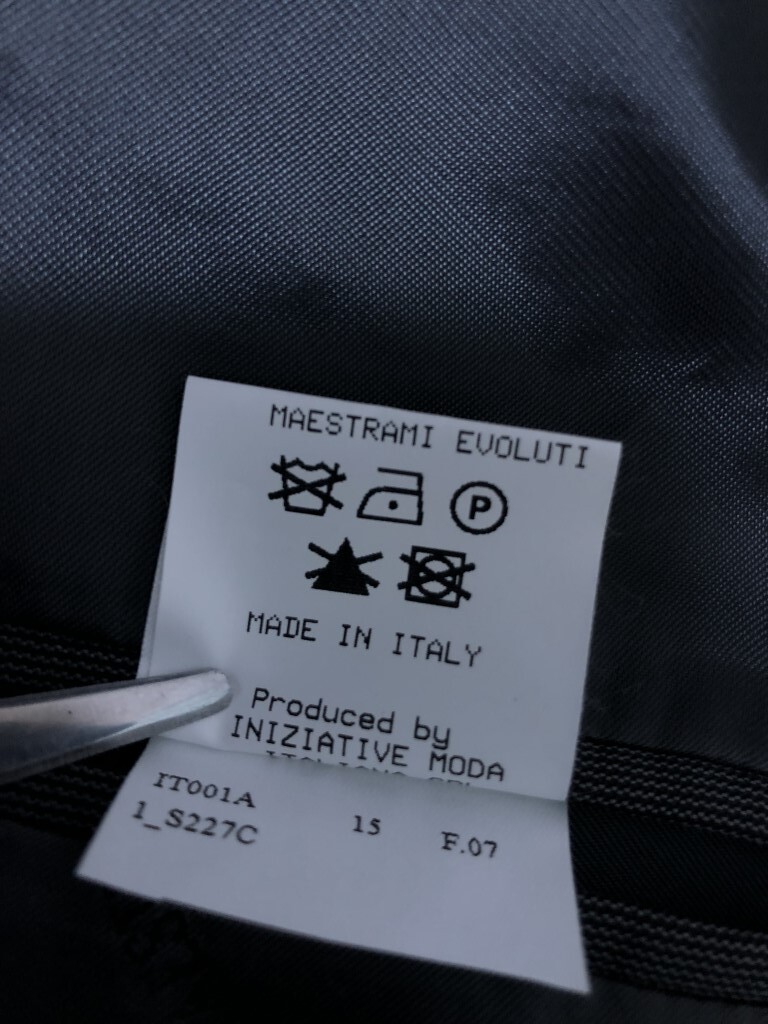 MAESTRAMI EVOLUTI
P
MADE IN ITALY
Produced by
INIZIATIVE MODA
IT001A
1_S227C 15 F.07